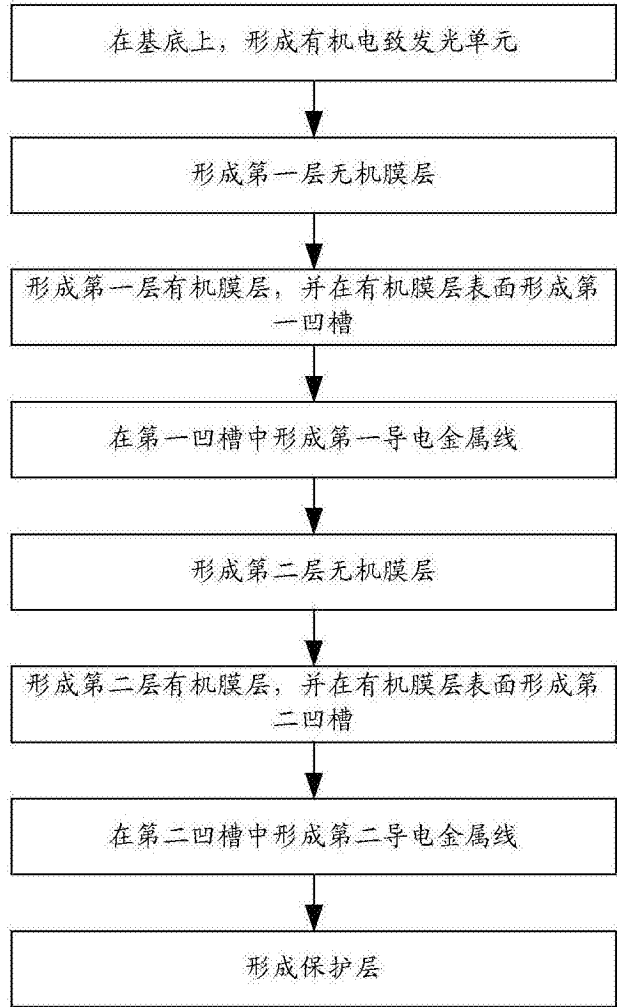 在基底上，形成有机电致发光单元
形成第一层无机膜层
形成第一层有机膜层，并在有机膜层表面形成第
一凹槽
在第一凹槽中形成第一导电金属线
形成第二层无机膜层
形成第二层有机膜层，并在有机膜层表面形成第
二凹槽
在第二凹槽中形成第二导电金属线
形成保护层